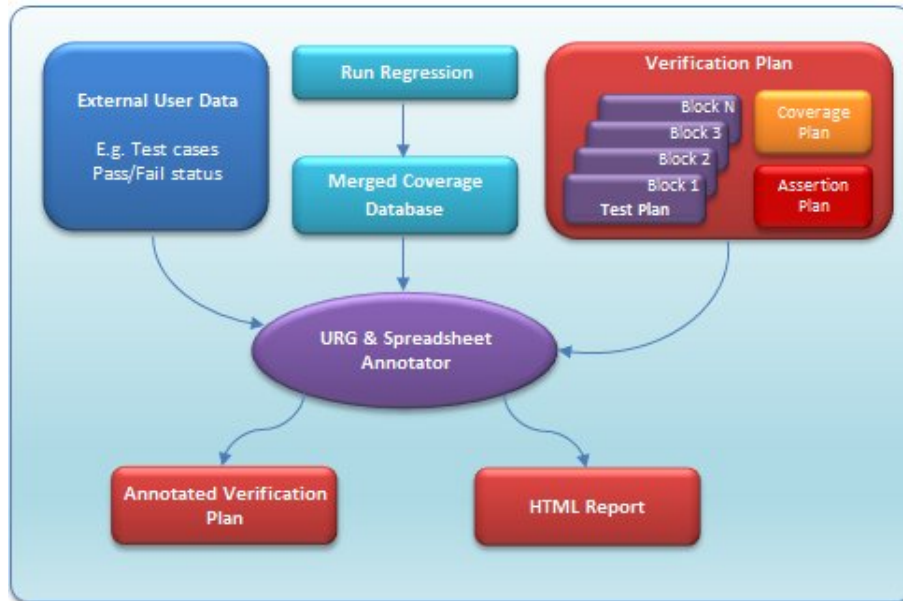 External User Data
E.g. Test cases
Pass/Fail status
Run Regression
Merged Coverage
Database
Verification Plan
Block N
Block 3
Block 2
Block 1
Test Plan
Coverage
Plan
Assertion
Plan
URG & Spreadsheet
Annotator
Annotated Verification
Plan
HTML Report